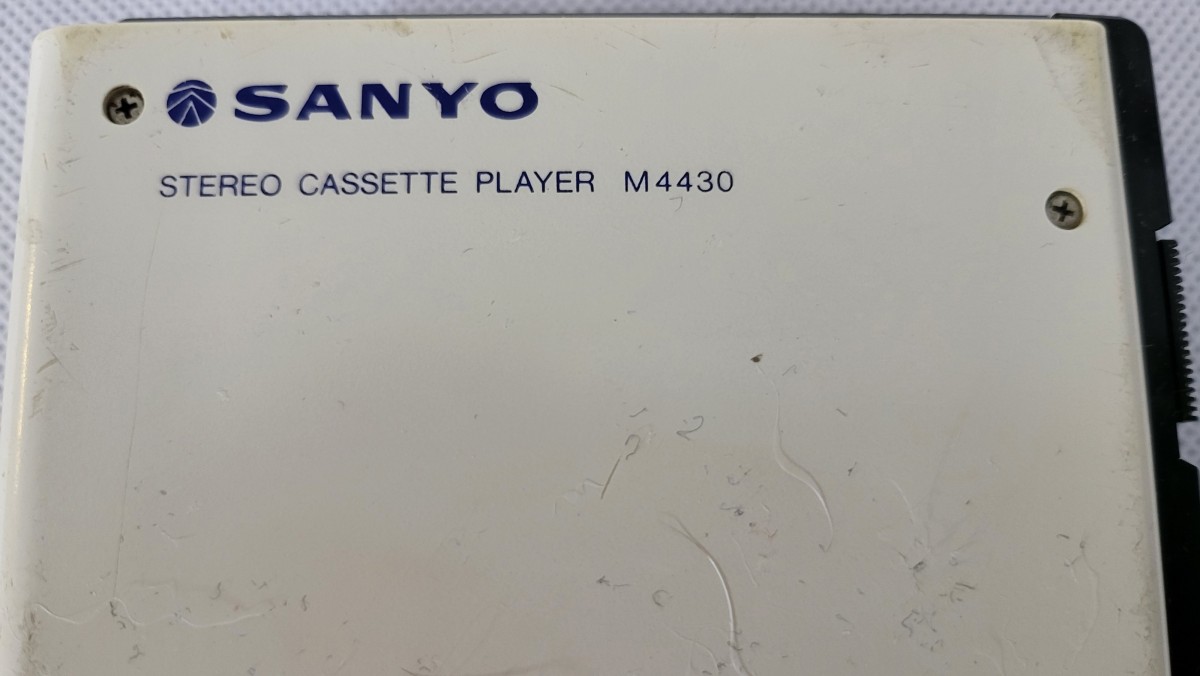 SANYO
STEREO CASSETTE PLAYER M4430